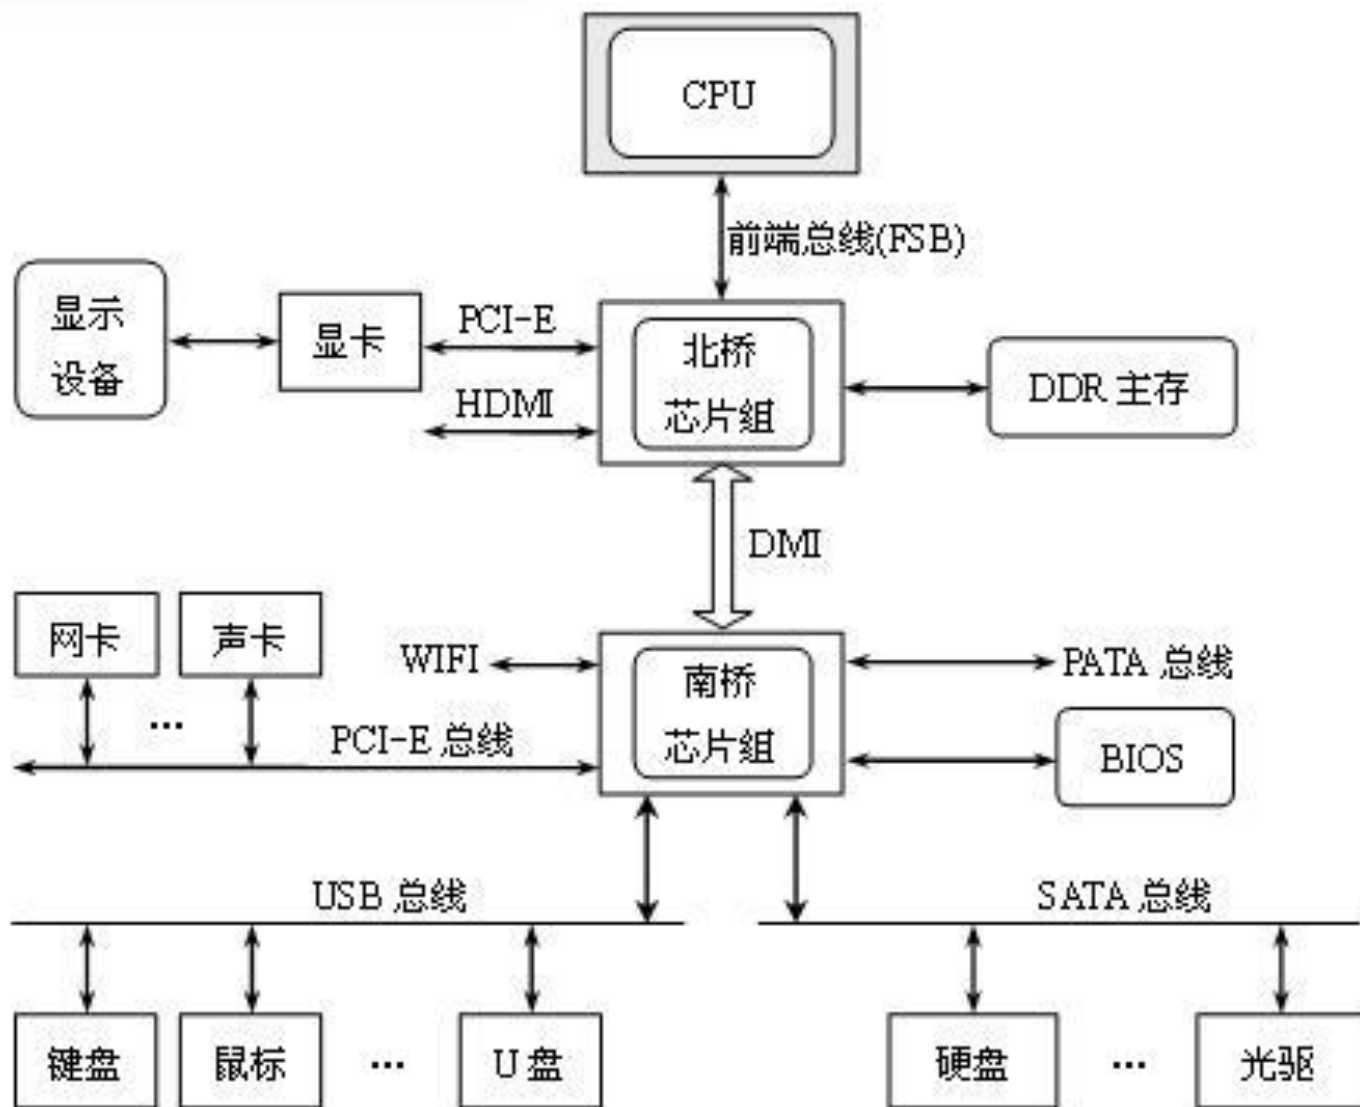 CPU
前端总线(FSB)
显示
设备
显卡
PCI-E
HDMI
北桥
芯片组
DDR 主存
DMI
网卡
声卡
...
WIFI
PCI-E 总线
南桥
芯片组
PATA 总线
BIOS
USB 总线
SATA 总线
键盘
鼠标
...
U 盘
硬盘
...
光驱